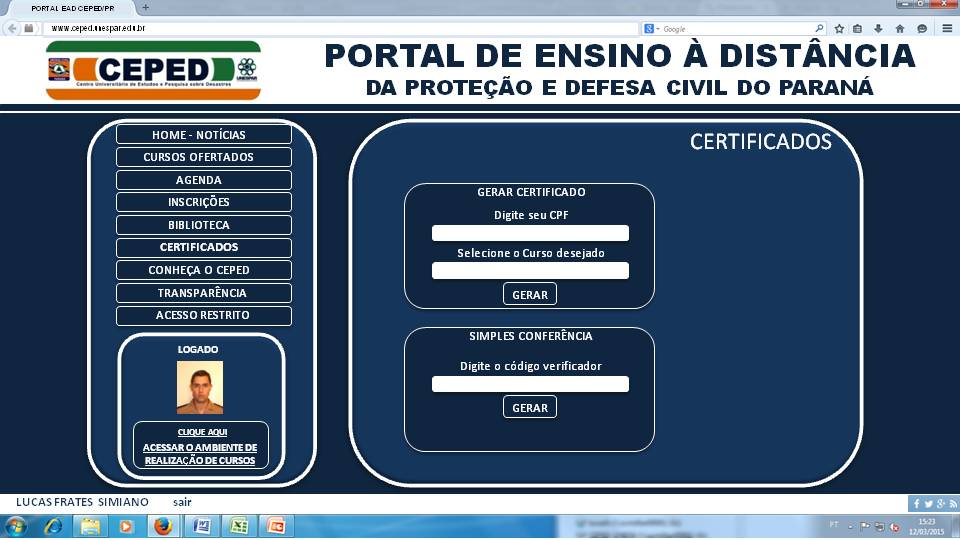 PORTAL EAD CEPED/PR
www.ceped.unespar.edu.br
Google
CEPED
UNESPAR
Centro Universitário de Estudos e Pesquisa sobre Desastres
PORTAL DE ENSINO À DISTÂNCIA
DA PROTEÇÃO E DEFESA CIVIL DO PARANÁ
HOME - NOTÍCIAS
CURSOS OFERTADOS
AGENDA
INSCRIÇÕES
BIBLIOTECA
CERTIFICADOS
CONHEÇA O CEPED
TRANSPARÊNCIA
ACESSO RESTRITO
LOGADO
CLIQUE AQUI
ACESSAR O AMBIENTE DE
REALIZAÇÃO DE CURSOS
CERTIFICADOS
GERAR CERTIFICADO
Digite seu CPF
Selecione o Curso desejado
GERAR
SIMPLES CONFERÊNCIA
Digite o código verificador
GERAR
LUCAS FRATES SIMIANO sair
PT
15:23
12/03/2015